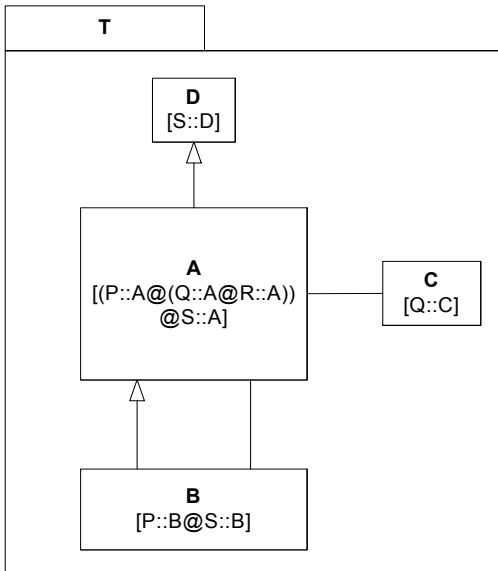 T
D
[S::D]
A
[(P::A@(Q::A@R::A))
@S::A]
C
[Q::C]
B
[P::B@S::B]